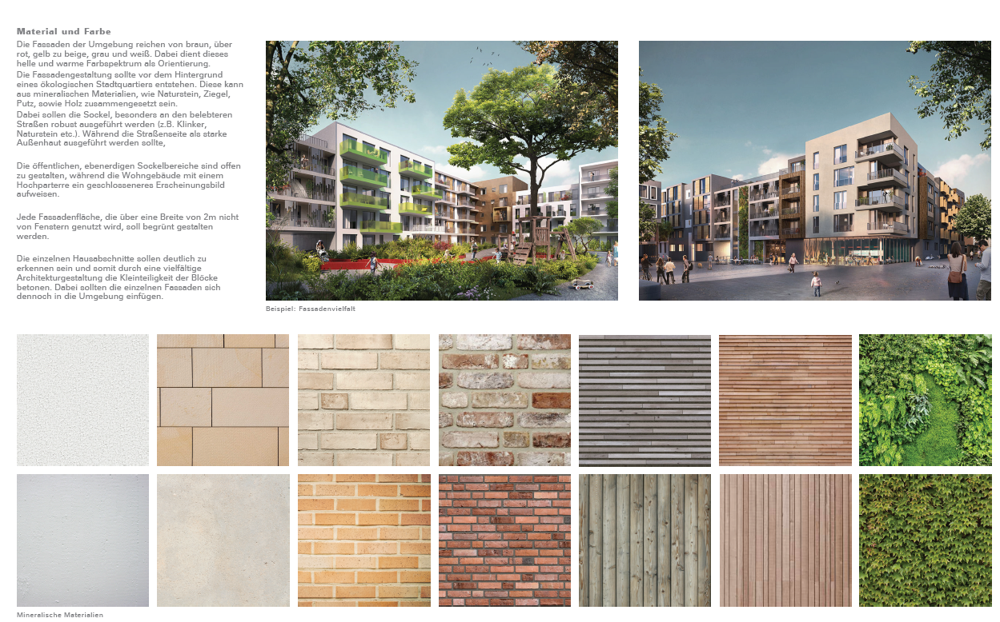 Material und Farbe
Die Fassaden der Umgebung reichen von braun, über
rot, gelb zu beige, grau und weiß. Dabei dient dieses
helle und warme Farbspektrum als Orientierung.
Die Fassadengestaltung sollte vor dem Hintergrund
eines ökologischen Stadtquartiers entstehen. Diese kann
aus mineralischen Materialien, wie Naturstein, Ziegel,
Putz, sowie Holz zusammengesetzt sein.
Dabei sollen die Sockel, besonders an den belebteren
Straßen robust ausgeführt werden (z.B. Klinker,
Naturstein etc.). Während die Straßenseite als starke
Außenhaut ausgeführt werden sollte,
Die öffentlichen, ebenerdigen Sockelbereiche sind offen
zu gestalten, während die Wohngebäude mit einem
Hochparterre ein geschlosseneres Erscheinungsbild
aufweisen.
Jede Fassadenfläche, die über eine Breite von 2m nicht
von Fenstern genutzt wird, soll begrünt gestalten
werden.
Die einzelnen Hausabschnitte sollen deutlich zu
erkennen sein und somit durch eine vielfältige
Architekturgestaltung die Kleinteiligkeit der Blöcke
betonen. Dabei sollten die einzelnen Fassaden sich
dennoch in die Umgebung einfügen.
Beispiel: Fassadenvielfalt
Mineralische Materialien